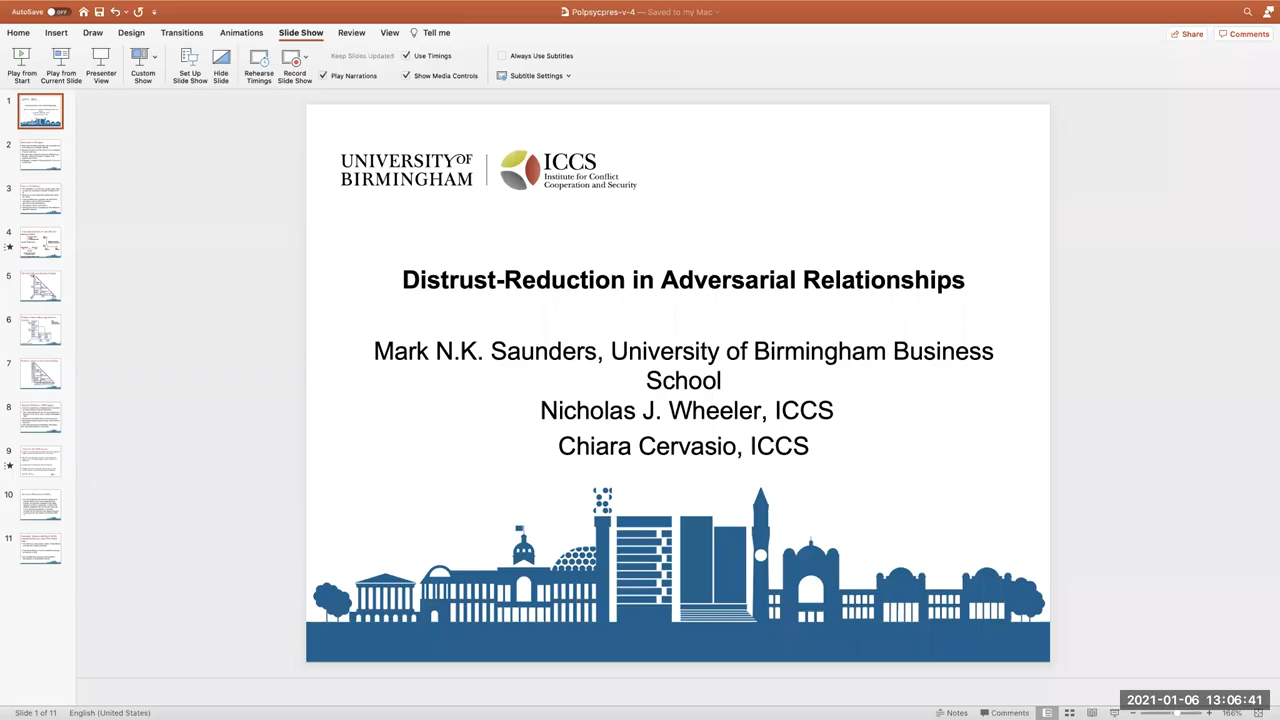 AutoSave OFF
Polpsycpres-v-4 — Saved to my Mac
Home Insert Draw Design Transitions Animations Slide Show Review View Tell me
Share Comments
Play from Start
Play from Current Slide
Presenter View
Custom Show
Set Up Slide Show
Hide Slide
Rehearse Timings
Record Slide Show
Keep Slides Updated
Use Timings
Play Narrations
Show Media Controls
Always Use Subtitles
Subtitle Settings
1
2
3
4
5
6
7
8
9
10
11
UNIVERSITY OF
BIRMINGHAM
ICCS
Institute for Conflict
Cooperation and Security
Distrust-Reduction in Adversarial Relationships
Mark N.K. Saunders, University of Birmingham Business
School
Nicholas J. Wheeler, ICCS
Chiara Cervasio, ICCS
2021-01-06 13:06:41
Slide 1 of 11 English (United States)
Notes Comments 166%